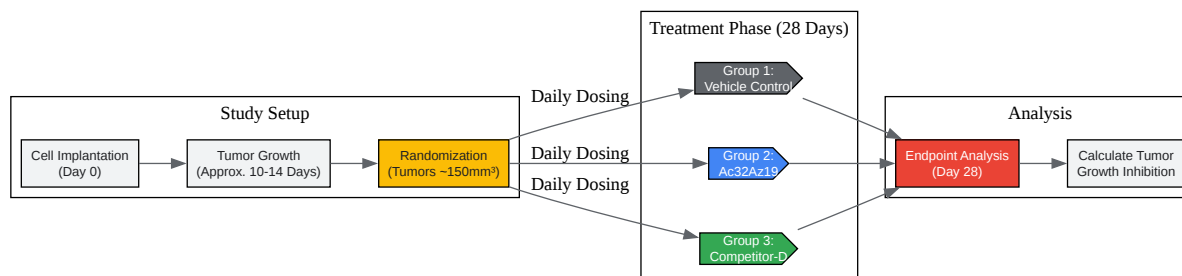 Study Setup
Cell Implantation
(Day 0)
Tumor Growth
(Approx. 10-14 Days)
Randomization
(Tumors ~150mm³)
Daily Dosing
Daily Dosing
Daily Dosing
Treatment Phase (28 Days)
Group 1:
Vehicle Control
Group 2:
Ac32Az19
Group 3:
Competitor-D
Analysis
Endpoint Analysis
(Day 28)
Calculate Tumor
Growth Inhibition